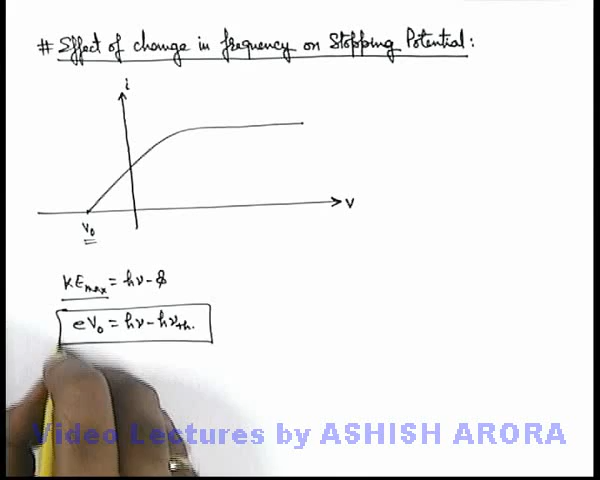 # Effect of change in frequency on Stopping Potential:
i
V
V₀
KEₘₐₓ = hν - φ
eV₀ = hν - hνₜₕ.
Video Lectures by ASHISH ARORA